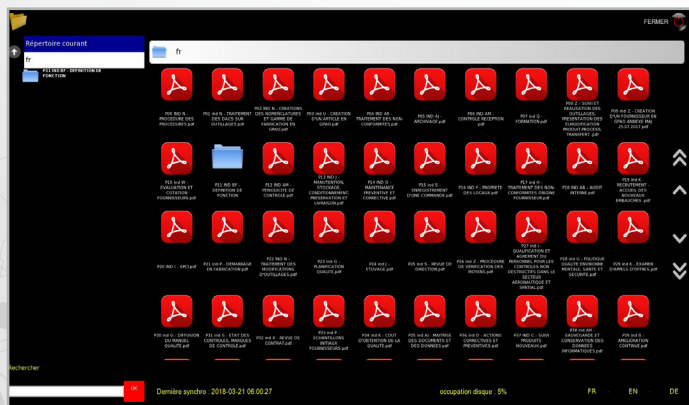 FERMER
Répertoire courant
fr
fr
P11 IND BF - DEFINITION DE
FONCTION
P00 IND N -
PROCEDURE DES
PROCEDURES.pdf
P01 ind N - TRAITEMENT
DES DACS SUR
OUTILLAGES.pdf
P02 IND N - CREATIONS
DES NOMENCLATURES
ET GAMME DE
FABRICATION EN
GPAO.pdf
P03 ind U - CREATION
D'UN ARTICLE EN
GPAO.pdf
TRAITEMENT DES NON-
CONFORMITES.pdf
P05 IND AJ -
ARCHIVAGE.pdf
P06 IND AM -
CONTROLE RECEPTION
.pdf
P07 ind Q -
FORMATION.pdf
P08 Z - SUIVI ET
REALISATION DES
OUTILLAGES,
PRESENTATION DES
MODIFICATION
PRODUIT,PROCESS,
TRANSFERT .pdf
P09 ind Z - CREATION
D'UN FOURNISSEUR EN
GPAO ANNEXE MAJ
25 07 2017.pdf
P10 ind W -
EVALUATION ET
COTATION
FOURNISSEURS.pdf
P11 IND BF -
DEFINITION DE
FONCTION
P12 IND AM -
PERIODICITE DE
CONTROLE.pdf
P13 IND J -
MANUTENTION,
STOCKAGE,
CONDITIONNEMENT,
PRESERVATION ET
LIVRAISON.pdf
P14 IND O -
MAINTENANCE
PREVENTIVE ET
CORRECTIVE.pdf
P15 ind S -
ENREGISTREMENT
D'UNE COMMANDE.pdf
P16 IND F - PROPRETE
DES LOCAUX.pdf
P17 ind H -
TRAITEMENT DES NON-
CONFORMITES ORIGINE
FOURNISSEUR.pdf
P18 IND AB - AUDIT
INTERNE.pdf
P19 ind K -
RECRUTEMENT -
ACCUEIL DES
NOUVEAUX
EMBAUCHES .pdf
P20 IND I - SPCI.pdf
P21 ind P - DEMARRAGE
EN FABRICATION.pdf
P22 IND N -
TRAITEMENT DES
MODIFICATIONS
D'OUTILLAGES.pdf
P23 ind G -
PLANIFICATION
QUALITE.pdf
P24 ind J -
ETUVAGE.pdf
P25 ind S - REVUE DE
DIRECTION.pdf
P26 ind Z - PROCEDURE
DE VERIFICATION DES
MOYENS.pdf
P27 ind I -
QUALIFICATION ET
AGREMENT DU
PERSONNEL POUR LES
CONTROLES NON
DESTRUCTIFS DANS LE
SECTEUR
AERONAUTIQUE ET
SPATIAL.pdf
P28 ind G - POLITIQUE
QUALITE ENVIRONNE
MENTALE, SANTE ET
SECURITE.pdf
P29 ind K - EXAMEN
D'APPELS D'OFFRES.pdf
P30 ind G - DIFFUSION
DU MANUEL
QUALITE.pdf
P31 ind S - ETAT DES
CONTROLES, MARQUES
DE CONTROLE.pdf
P32 ind X - REVUE DE
CONTRAT.pdf
P33 ind P -
ECHANTILLONS
INITIAUX
FOURNISSEURS.pdf
P34 ind K - COUT
D'OBTENTION DE LA
QUALITE.pdf
P35 ind AI - MAITRISE
DES DOCUMENTS ET
DES DONNEES.pdf
P36 ind O - ACTIONS
CORRECTIVES ET
PREVENTIVES.pdf
P37 IND C - SUIVI
PRODUITS
NOUVEAUX.pdf
P38 ind AH -
SAUVEGARDE ET
CONSERVATION DES
DONNEES
INFORMATIQUES.pdf
P39 ind B -
AMELIORATION
CONTINUE.pdf
Rechercher
OK
Dernière synchro : 2018-03-21 06:00:27
occupation disque : 5%
FR
EN
DE